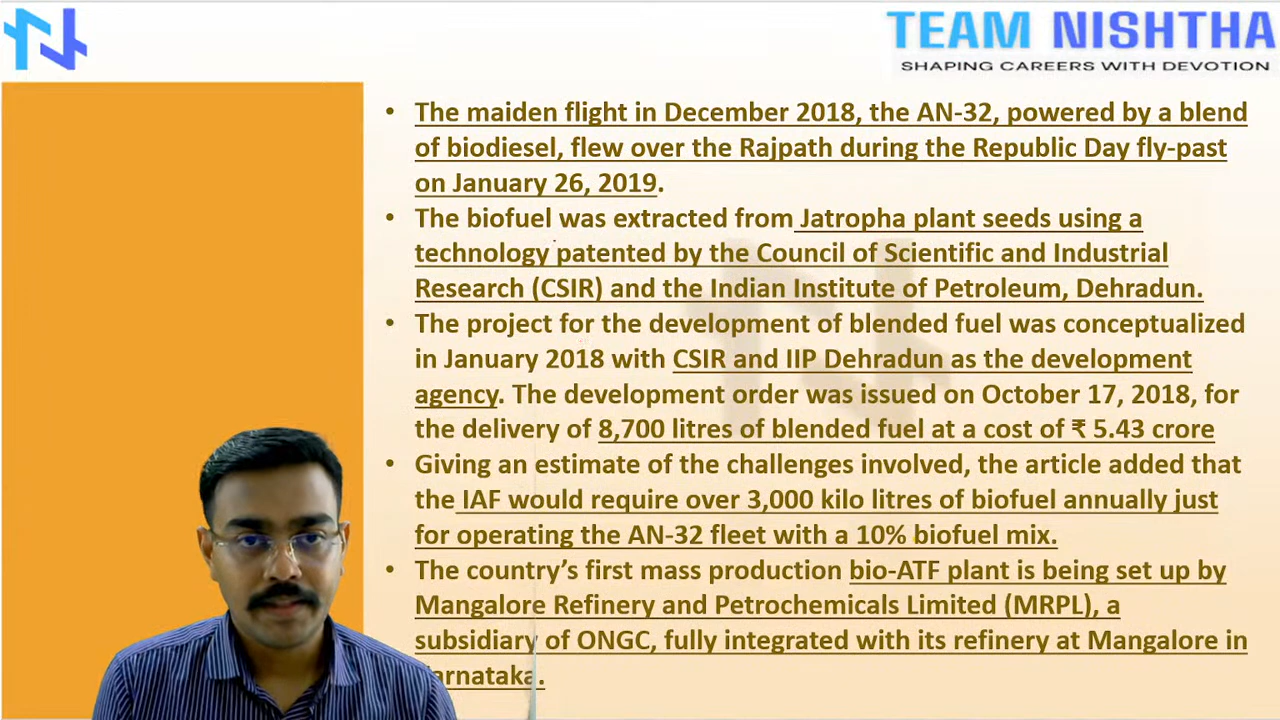 TEAM NISHTHA
SHAPING CAREERS WITH DEVOTION
• The maiden flight in December 2018, the AN-32, powered by a blend
of biodiesel, flew over the Rajpath during the Republic Day fly-past
on January 26, 2019.
• The biofuel was extracted from Jatropha plant seeds using a
technology patented by the Council of Scientific and Industrial
Research (CSIR) and the Indian Institute of Petroleum, Dehradun.
• The project for the development of blended fuel was conceptualized
in January 2018 with CSIR and IIP Dehradun as the development
agency. The development order was issued on October 17, 2018, for
the delivery of 8,700 litres of blended fuel at a cost of ₹ 5.43 crore
• Giving an estimate of the challenges involved, the article added that
the IAF would require over 3,000 kilo litres of biofuel annually just
for operating the AN-32 fleet with a 10% biofuel mix.
• The country's first mass production bio-ATF plant is being set up by
Mangalore Refinery and Petrochemicals Limited (MRPL), a
subsidiary of ONGC, fully integrated with its refinery at Mangalore in
arnataka.